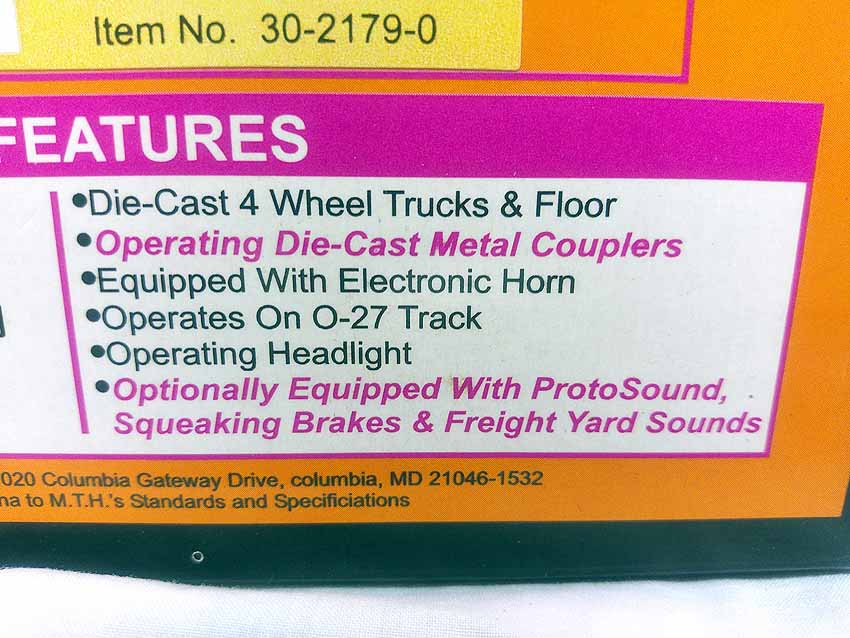 Item No. 30-2179-0
FEATURES
•Die-Cast 4 Wheel Trucks & Floor
•Operating Die-Cast Metal Couplers
•Equipped With Electronic Horn
•Operates On O-27 Track
•Operating Headlight
•Optionally Equipped With ProtoSound,
Squeaking Brakes & Freight Yard Sounds
020 Columbia Gateway Drive, columbia, MD 21046-1532
na to M.T.H.'s Standards and Specificiations